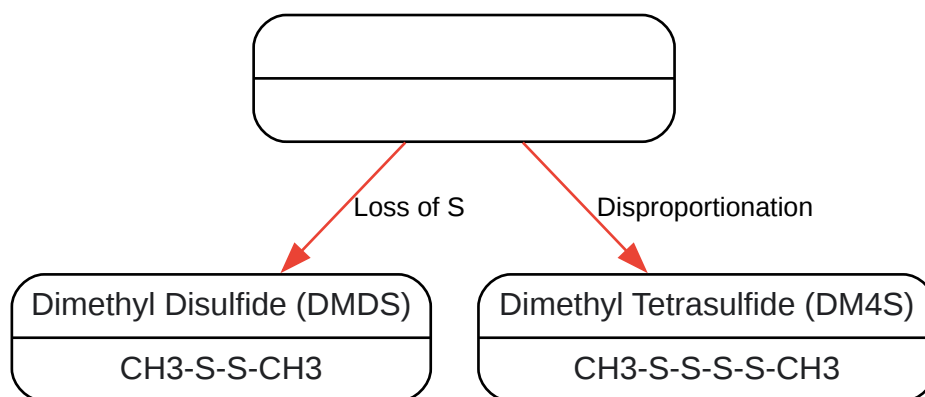 Loss of S
Disproportionation
Dimethyl Disulfide (DMDS)
CH3-S-S-CH3
Dimethyl Tetrasulfide (DM4S)
CH3-S-S-S-S-CH3